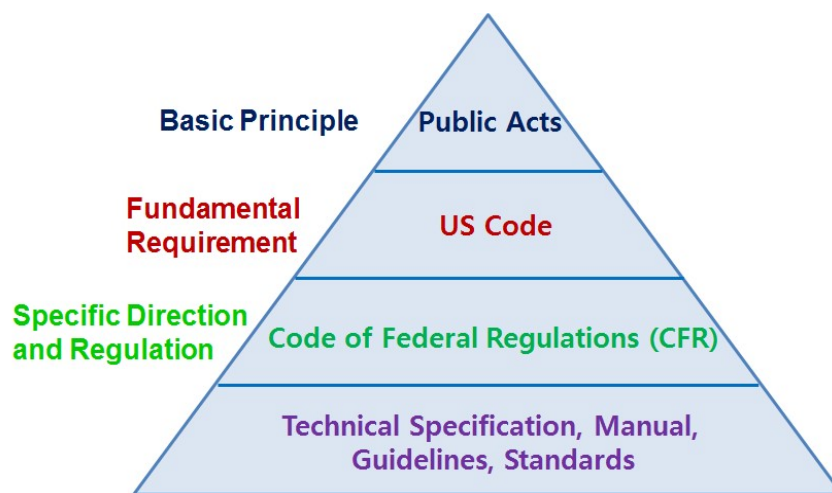 Basic Principle
Public Acts
Fundamental
Requirement
US Code
Specific Direction
and Regulation
Code of Federal Regulations (CFR)
Technical Specification, Manual,
Guidelines, Standards